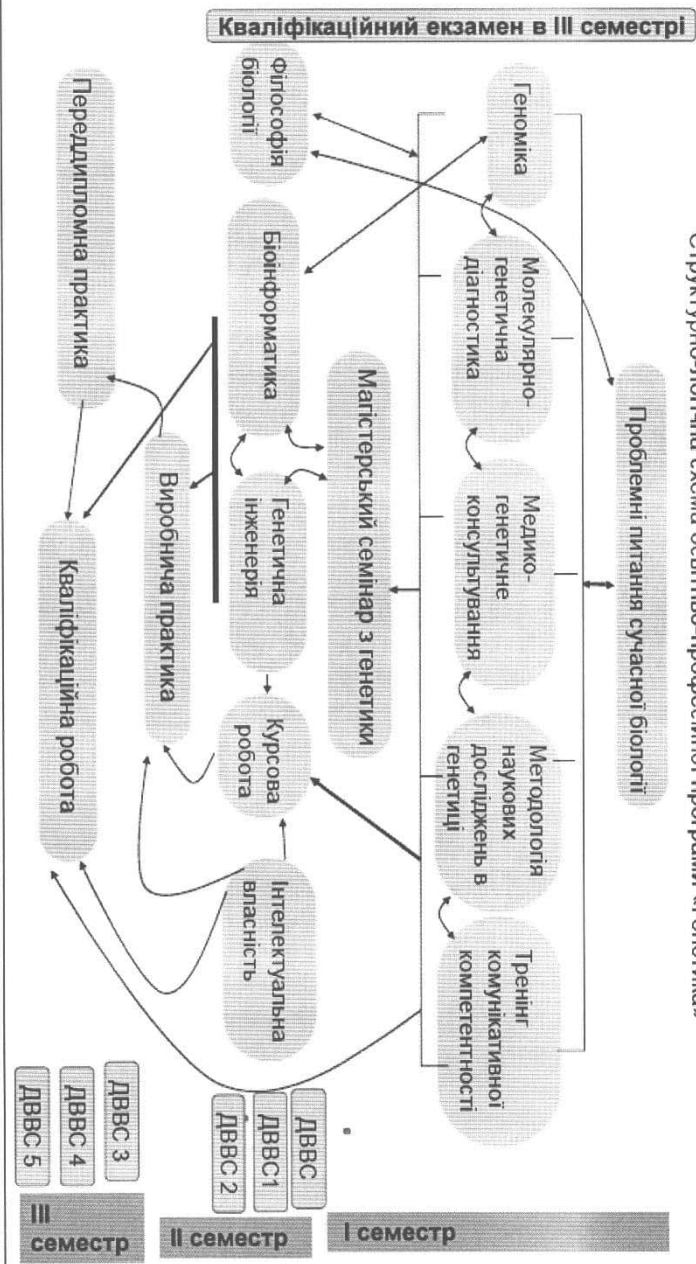 Структурно-логічна схема освітньо-професійної програми «Генетика»
Проблемні питання сучасної біології
Геноміка
Молекулярно-
генетична
діагностика
Медико-
генетичне
консультування
Методологія
наукових
досліджень в
генетиці
Тренінг
комунікативної
компетентності
Магістерський семінар з генетики
Філософія
біології
Біоінформатика
Генетична
інженерія
Курсова
робота
Інтелектуальна
власність
Виробнича практика
Переддипломна практика
Кваліфікаційна робота
Кваліфікаційний екзамен в III семестрі
ДВВС
ДВВС1
ДВВС 2
ДВВС 3
ДВВС 4
ДВВС 5
I семестр
II семестр
III
семестр